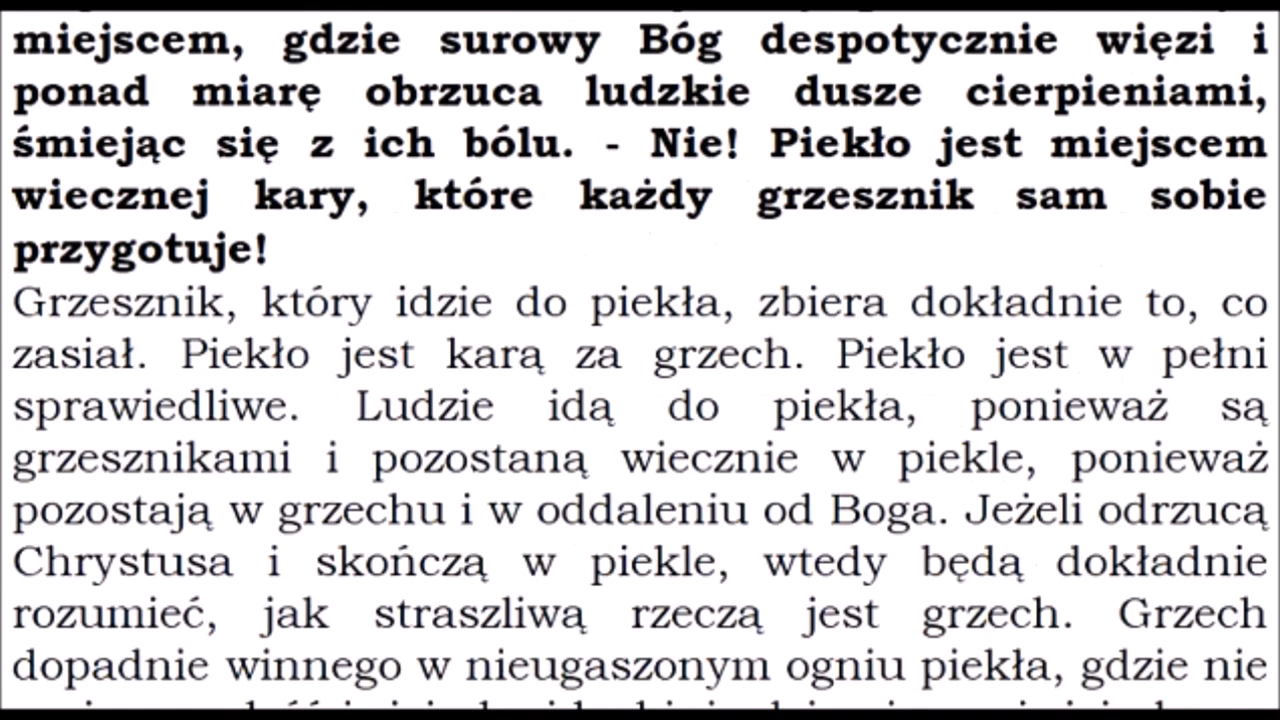 miejscem, gdzie surowy Bóg despotycznie więzi i
ponad miarę obrzuca ludzkie dusze cierpieniami,
śmiejąc się z ich bólu. - Nie! Piekło jest miejscem
wiecznej kary, które każdy grzesznik sam sobie
przygotuje!
Grzesznik, który idzie do piekła, zbiera dokładnie to, co
zasiał. Piekło jest karą za grzech. Piekło jest w pełni
sprawiedliwe. Ludzie idą do piekła, ponieważ są
grzesznikami i pozostaną wiecznie w piekle, ponieważ
pozostają w grzechu i w oddaleniu od Boga. Jeżeli odrzucą
Chrystusa i skończą w piekle, wtedy będą dokładnie
rozumieć, jak straszliwą rzeczą jest grzech. Grzech
dopadnie winnego w nieugaszonym ogniu piekła, gdzie nie